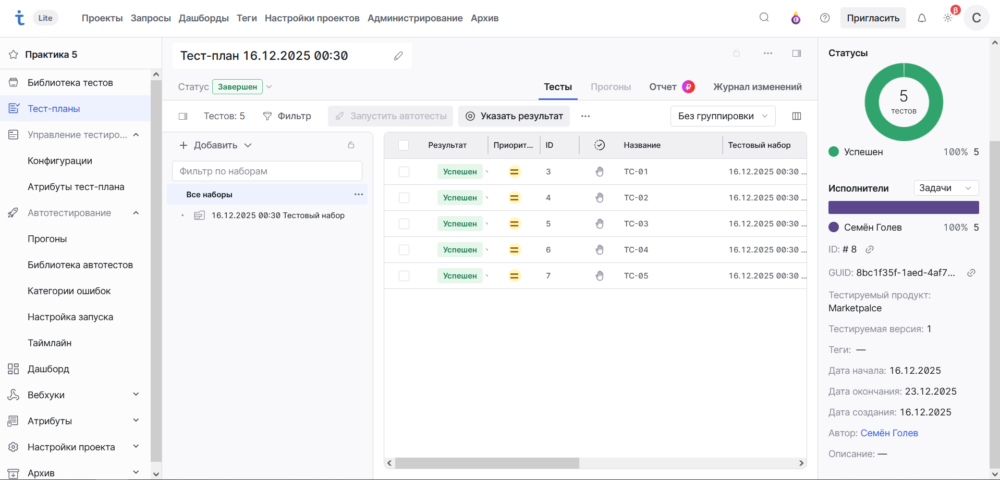 Lite
Проекты Запросы Дашборды Теги Настройки проектов Администрирование Архив
Пригласить
β
C
Практика 5
Библиотека тестов
Тест-планы
Управление тестиро...
Конфигурации
Атрибуты тест-плана
Автотестирование
Прогоны
Библиотека автотестов
Категории ошибок
Настройка запуска
Таймлайн
Дашборд
Вебхуки
Атрибуты
Настройки проекта
Архив
Тест-план 16.12.2025 00:30
Статус Завершен
Тесты Прогоны Отчет ₽ Журнал изменений
Тестов: 5 Фильтр Запустить автотесты Указать результат Без группировки
Добавить
Фильтр по наборам
Все наборы
16.12.2025 00:30 Тестовый набор
Результат Приорит... ID Название Тестовый набор
Успешен 3 ТС-01 16.12.2025 00:30 ...
Успешен 4 ТС-02 16.12.2025 00:30 ...
Успешен 5 ТС-03 16.12.2025 00:30 ...
Успешен 6 ТС-04 16.12.2025 00:30 ...
Успешен 7 ТС-05 16.12.2025 00:30 ...
Статусы
5
тестов
Успешен 100% 5
Исполнители Задачи
Семён Голев 100% 5
ID: # 8
GUID: 8bc1f35f-1aed-4af7...
Тестируемый продукт:
Marketpalce
Тестируемая версия: 1
Теги: —
Дата начала: 16.12.2025
Дата окончания: 23.12.2025
Дата создания: 16.12.2025
Автор: Семён Голев
Описание: —